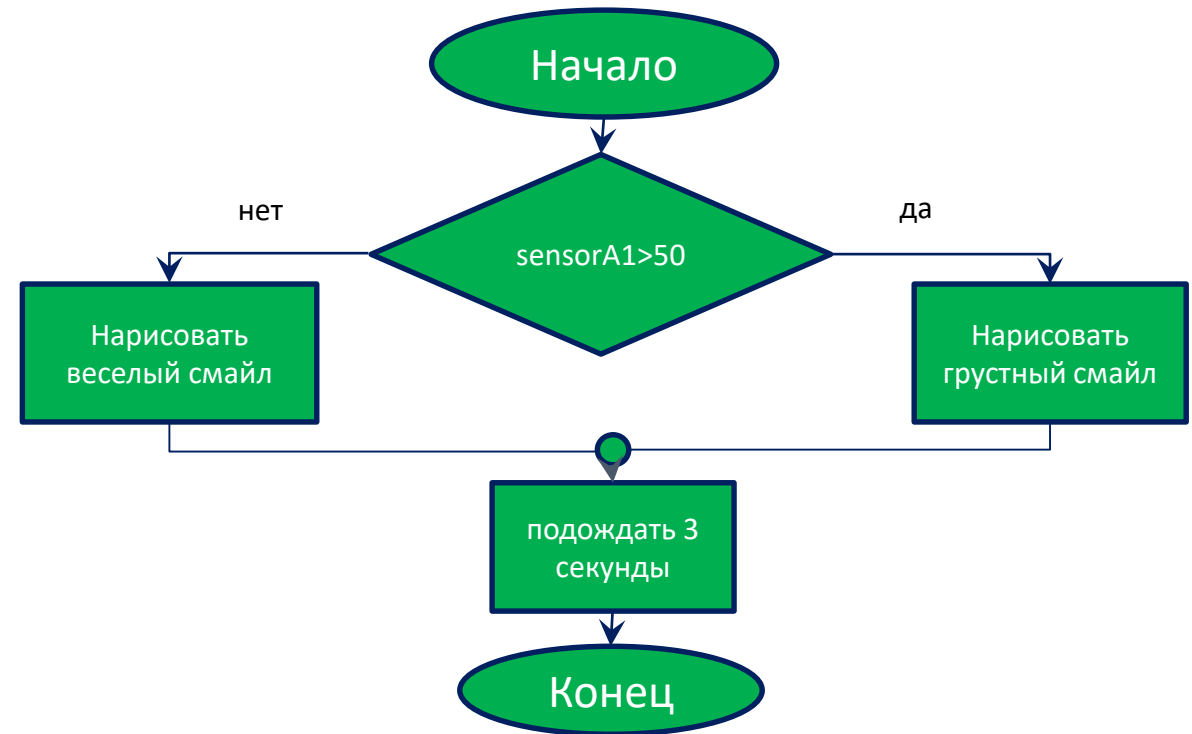 Начало
нет
да
sensorA1>50
Нарисовать
веселый смайл
Нарисовать
грустный смайл
подождать 3
секунды
Конец